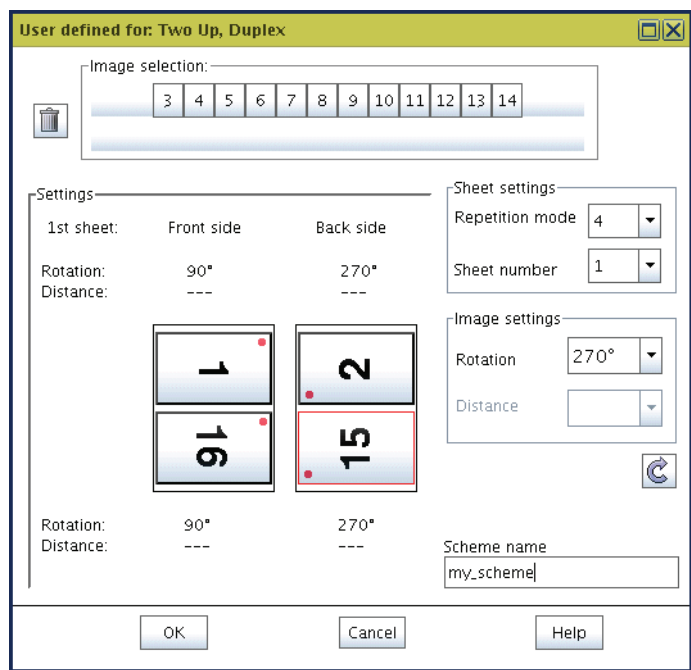 User defined for: Two Up, Duplex
Image selection:
3 4 5 6 7 8 9 10 11 12 13 14
Settings
1st sheet: Front side Back side
Rotation: 90° 270°
Distance: --- ---
1 2
16 15
Rotation: 90° 270°
Distance: --- ---
Sheet settings
Repetition mode 4
Sheet number 1
Image settings
Rotation 270°
Distance
Scheme name
my_scheme
OK Cancel Help